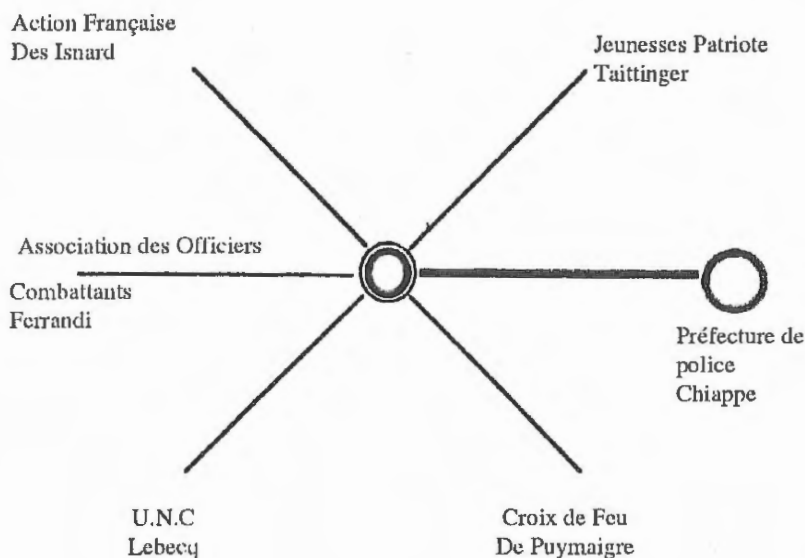 Action Française
Des Isnard
Jeunesses Patriote
Taittinger
Association des Officiers
Combattants
Ferrandi
Préfecture de
police
Chiappe
U.N.C
Lebecq
Croix de Feu
De Puymaigre